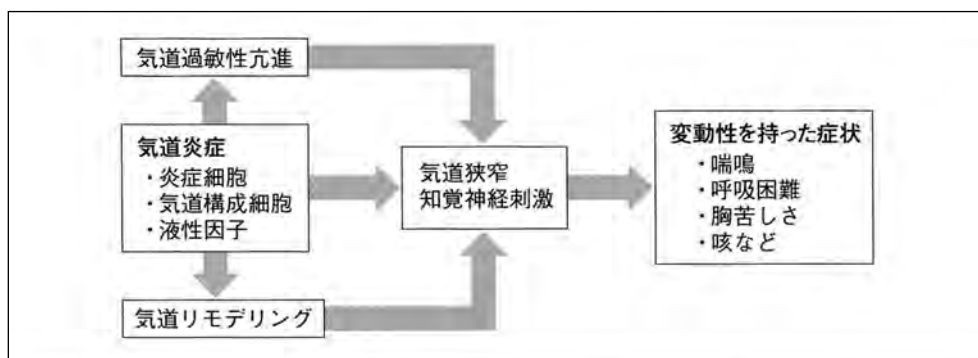 気道過敏性亢進
気道炎症
・炎症細胞
・気道構成細胞
・液性因子
気道狭窄
知覚神経刺激
変動性を持った症状
・喘鳴
・呼吸困難
・胸苦しさ
・咳など
気道リモデリング